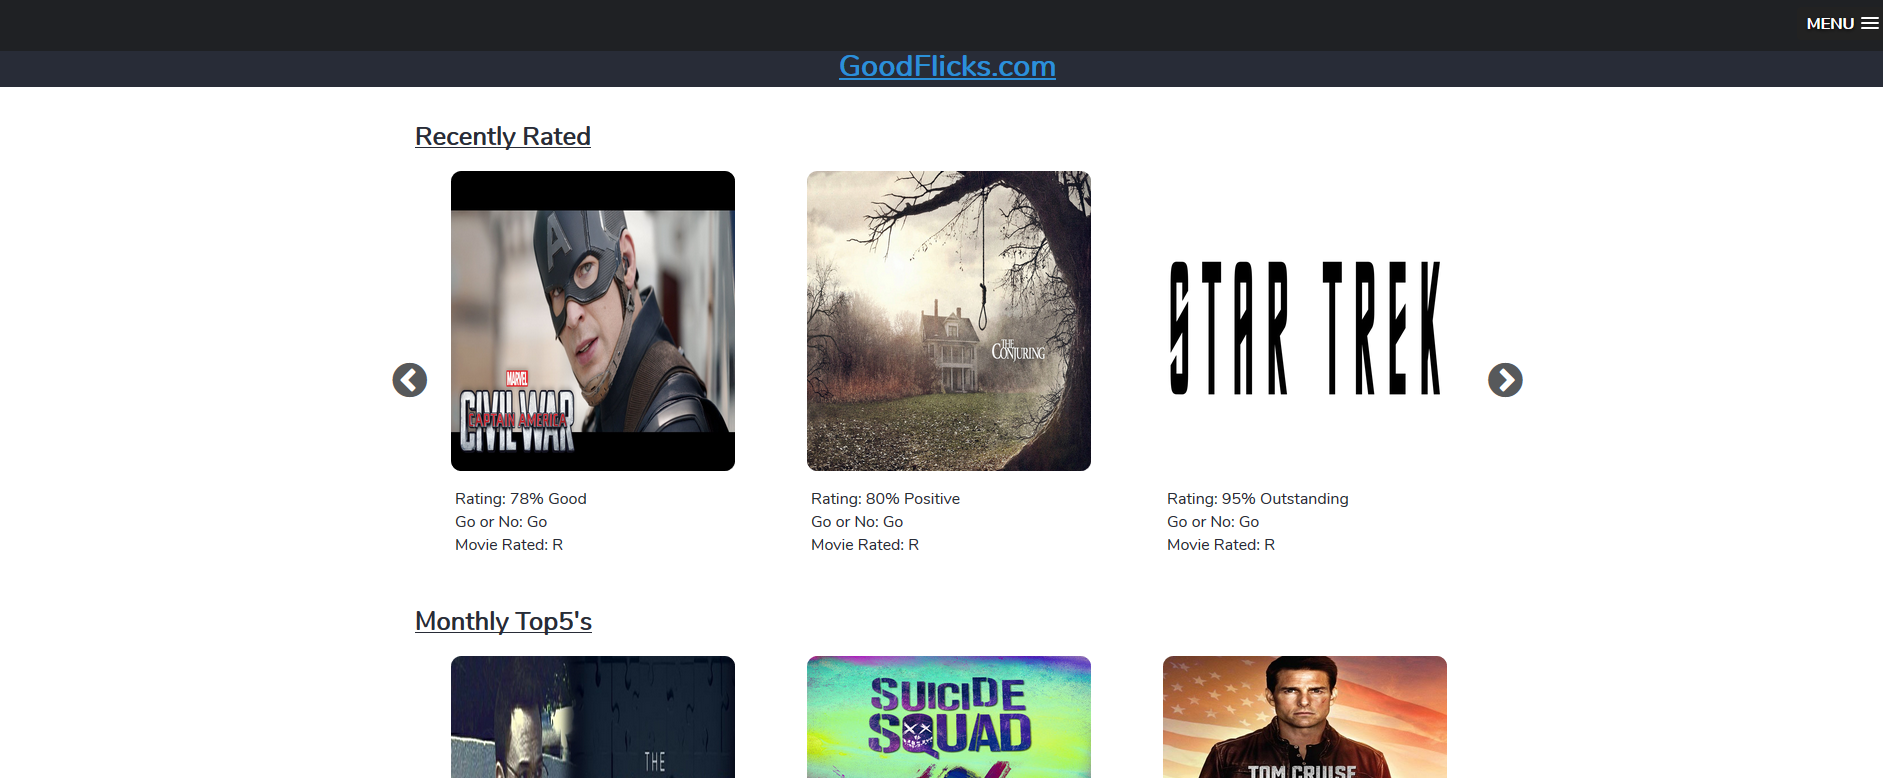 MENU
GoodFlicks.com
Recently Rated
MARVEL
CIVIL WAR
CAPTAIN AMERICA
THE
CONJURING
STAR TREK
Rating: 78% Good
Go or No: Go
Movie Rated: R
Rating: 80% Positive
Go or No: Go
Movie Rated: R
Rating: 95% Outstanding
Go or No: Go
Movie Rated: R
Monthly Top5's
THE
SUICIDE
SQUAD
TOM CRUISE